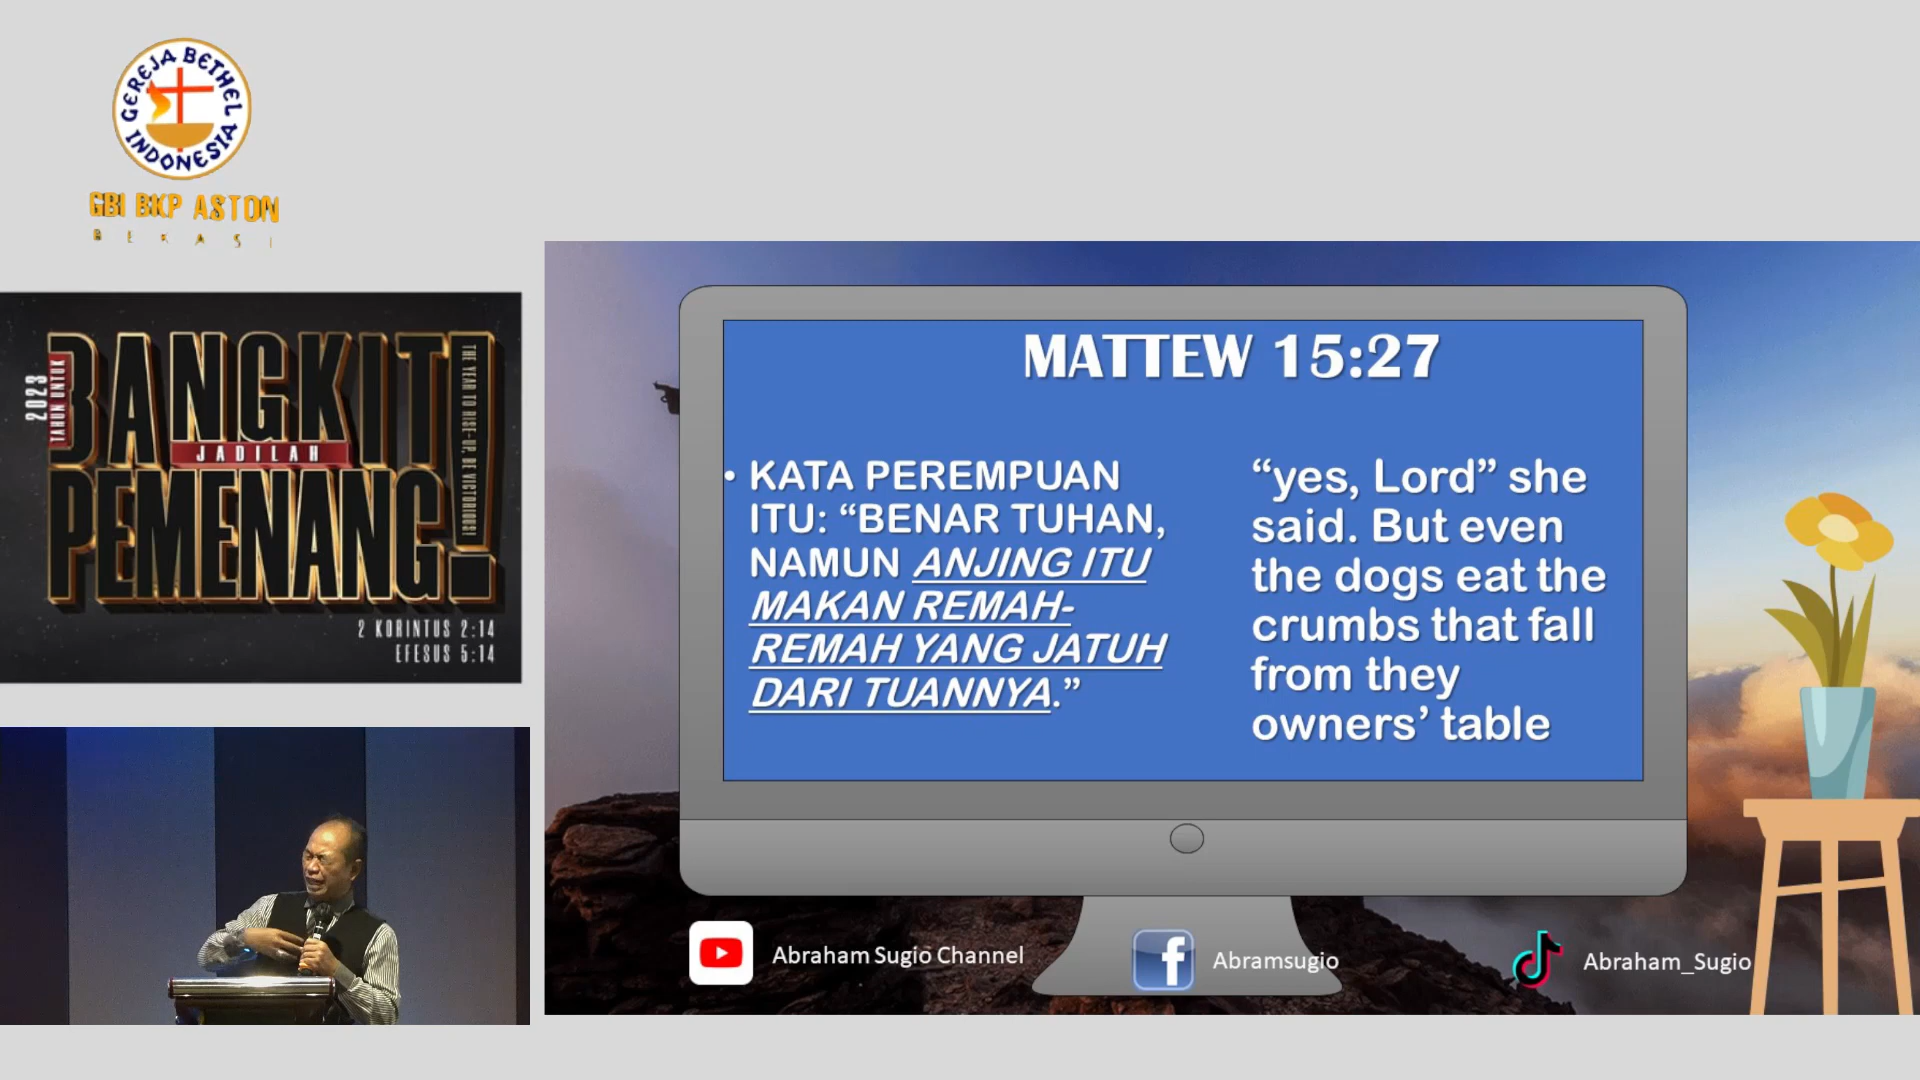 GEREJA BETHEL
INDONESIA
GBI BKP ASTON
BEKASI
2023
TAHUN UNTUK
BANGKIT!
JADILAH
PEMENANG
THE YEAR TO RISE-UP, BE VICTORIOUS!
2 KORINTUS 2:14
EFESUS 5:14
MATTEW 15:27
• KATA PEREMPUAN
ITU: “BENAR TUHAN,
NAMUN ANJING ITU
MAKAN REMAH-
REMAH YANG JATUH
DARI TUANNYA.”
“yes, Lord” she
said. But even
the dogs eat the
crumbs that fall
from they
owners’ table
Abraham Sugio Channel
Abramsugio
Abraham_Sugio